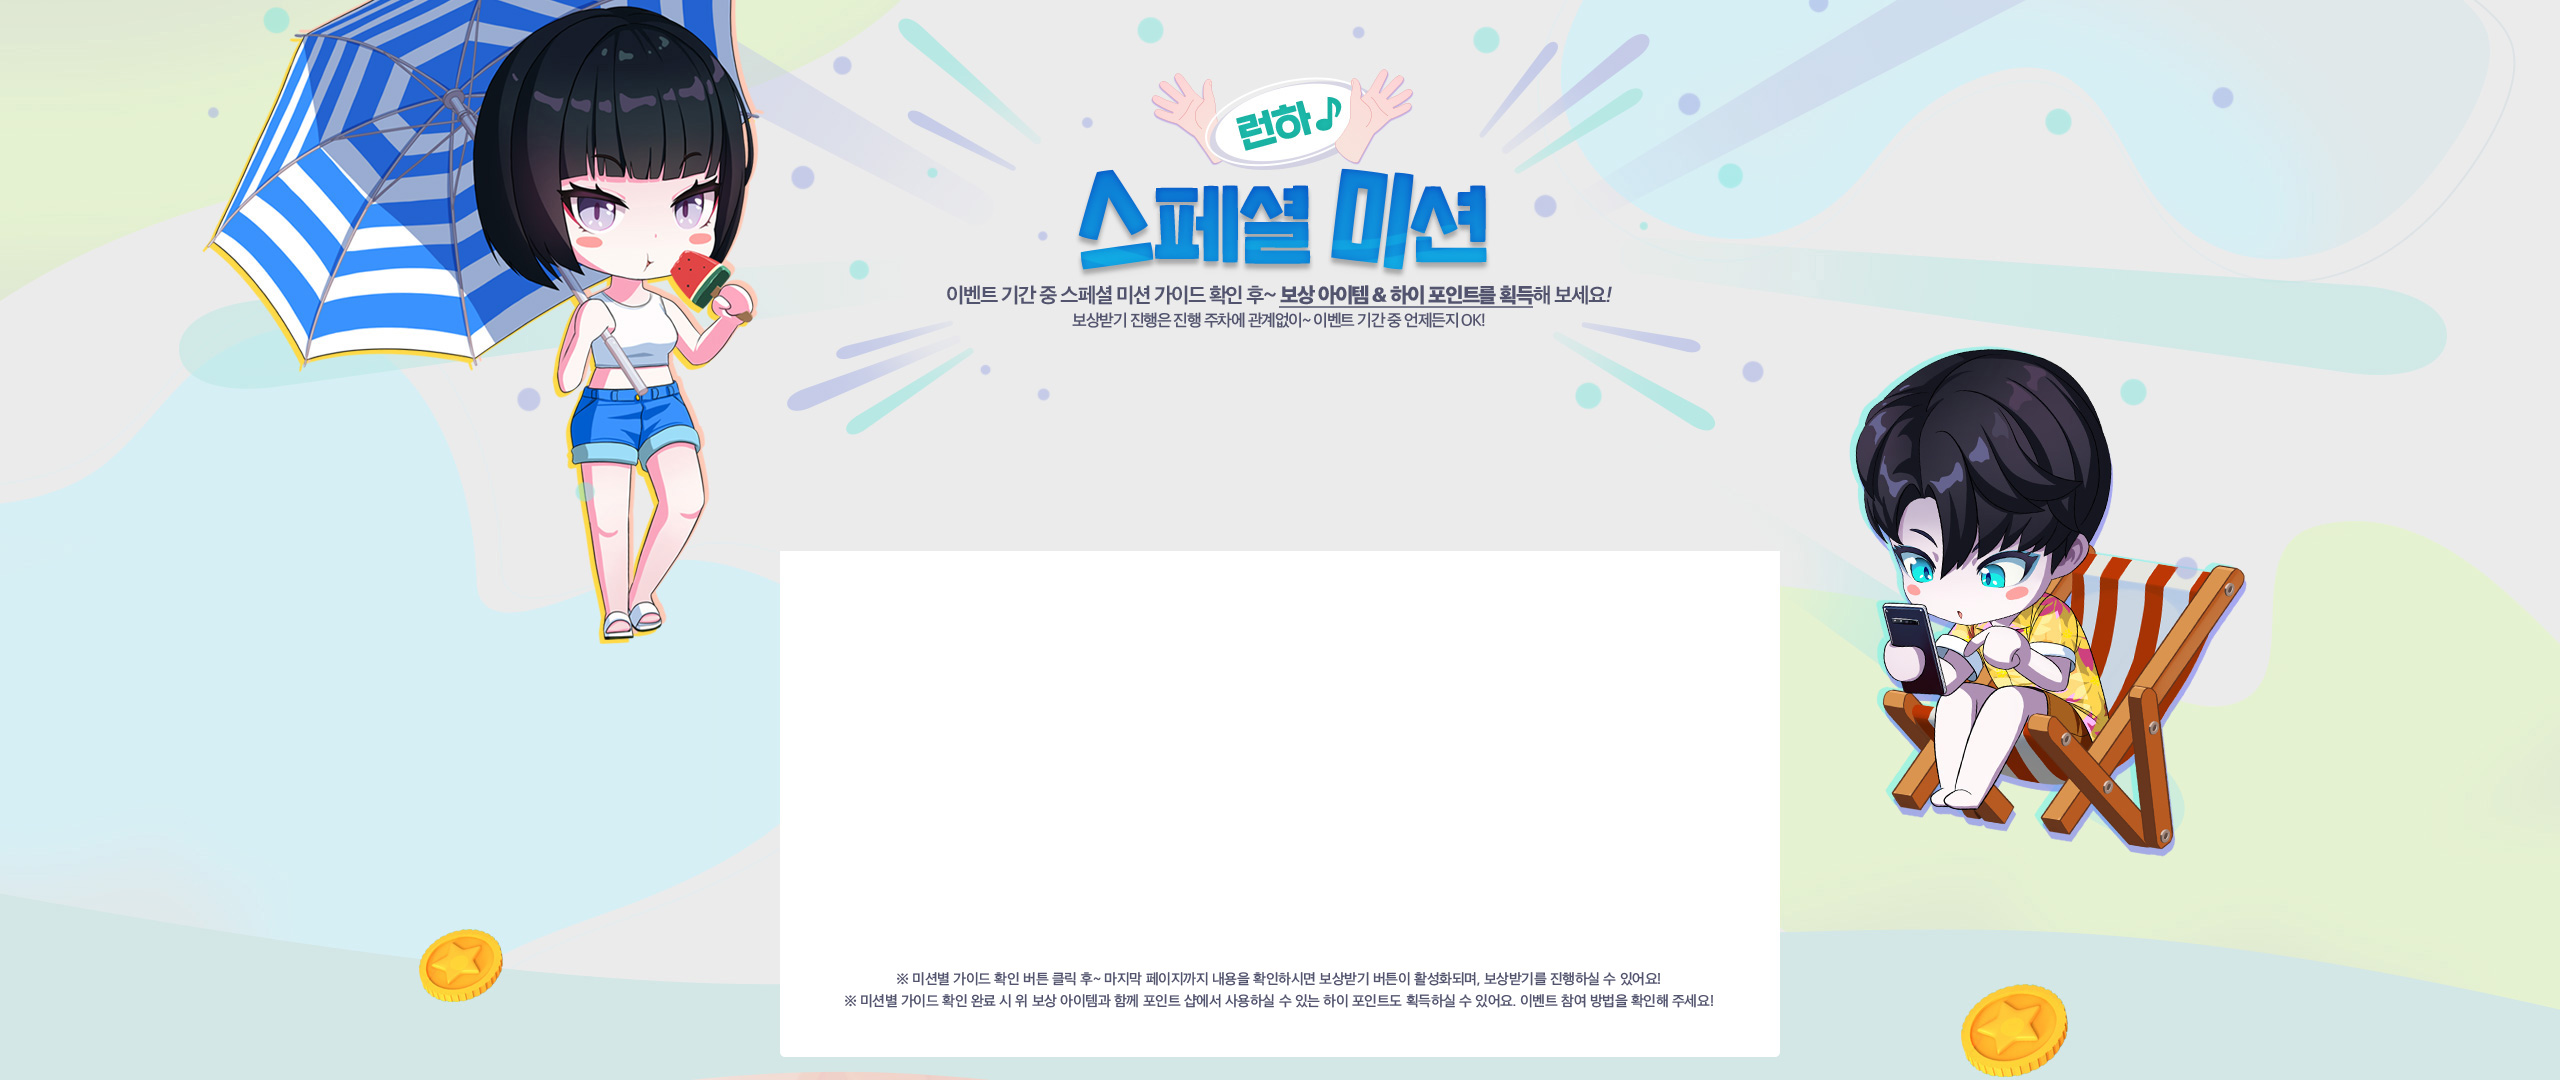 런하♪
스페셜 미션
이벤트 기간 중 스페셜 미션 가이드 확인 후~ 보상 아이템 & 하이 포인트를 획득해 보세요!
보상받기 진행은 진행 주차에 관계없이~ 이벤트 기간 중 언제든지 OK!
※ 미션별 가이드 확인 버튼 클릭 후~ 마지막 페이지까지 내용을 확인하시면 보상받기 버튼이 활성화되며, 보상받기를 진행하실 수 있어요!
※ 미션별 가이드 확인 완료 시 위 보상 아이템과 함께 포인트 샵에서 사용하실 수 있는 하이 포인트도 획득하실 수 있어요. 이벤트 참여 방법을 확인해 주세요!